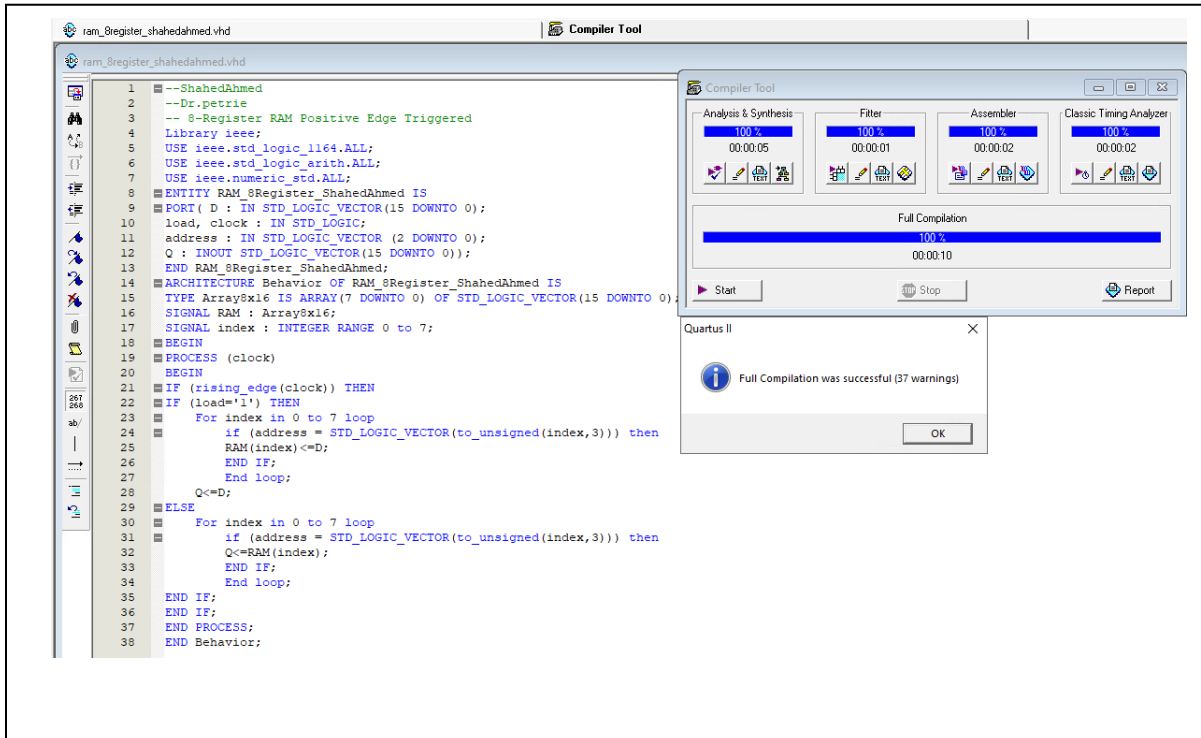 ram_8register_shahedahmed.vhd
Compiler Tool
ram_8register_shahedahmed.vhd
1 --ShahedAhmed
2 --Dr.petrie
3 -- 8-Register RAM Positive Edge Triggered
4 Library ieee;
5 USE ieee.std_logic_1164.ALL;
6 USE ieee.std_logic_arith.ALL;
7 USE ieee.numeric_std.ALL;
8 ENTITY RAM_8Register_ShahedAhmed IS
9 PORT( D : IN STD_LOGIC_VECTOR(15 DOWNTO 0);
10 load, clock : IN STD_LOGIC;
11 address : IN STD_LOGIC_VECTOR (2 DOWNTO 0);
12 Q : INOUT STD_LOGIC_VECTOR(15 DOWNTO 0));
13 END RAM_8Register_ShahedAhmed;
14 ARCHITECTURE Behavior OF RAM_8Register_ShahedAhmed IS
15 TYPE Array8x16 IS ARRAY(7 DOWNTO 0) OF STD_LOGIC_VECTOR(15 DOWNTO 0);
16 SIGNAL RAM : Array8x16;
17 SIGNAL index : INTEGER RANGE 0 to 7;
18 BEGIN
19 PROCESS (clock)
20 BEGIN
21 IF (rising_edge(clock)) THEN
22 IF (load='1') THEN
23 For index in 0 to 7 loop
24 if (address = STD_LOGIC_VECTOR(to_unsigned(index,3))) then
25 RAM(index)<=D;
26 END IF;
27 End loop;
28 Q<=D;
29 ELSE
30 For index in 0 to 7 loop
31 if (address = STD_LOGIC_VECTOR(to_unsigned(index,3))) then
32 Q<=RAM(index);
33 END IF;
34 End loop;
35 END IF;
36 END IF;
37 END PROCESS;
38 END Behavior;
267
268
ab/
Compiler Tool
Analysis & Synthesis
100 %
00:00:05
Fitter
100 %
00:00:01
Assembler
100 %
00:00:02
Classic Timing Analyzer
100 %
00:00:02
Full Compilation
100 %
00:00:10
Start
Stop
Report
Quartus II
Full Compilation was successful (37 warnings)
OK